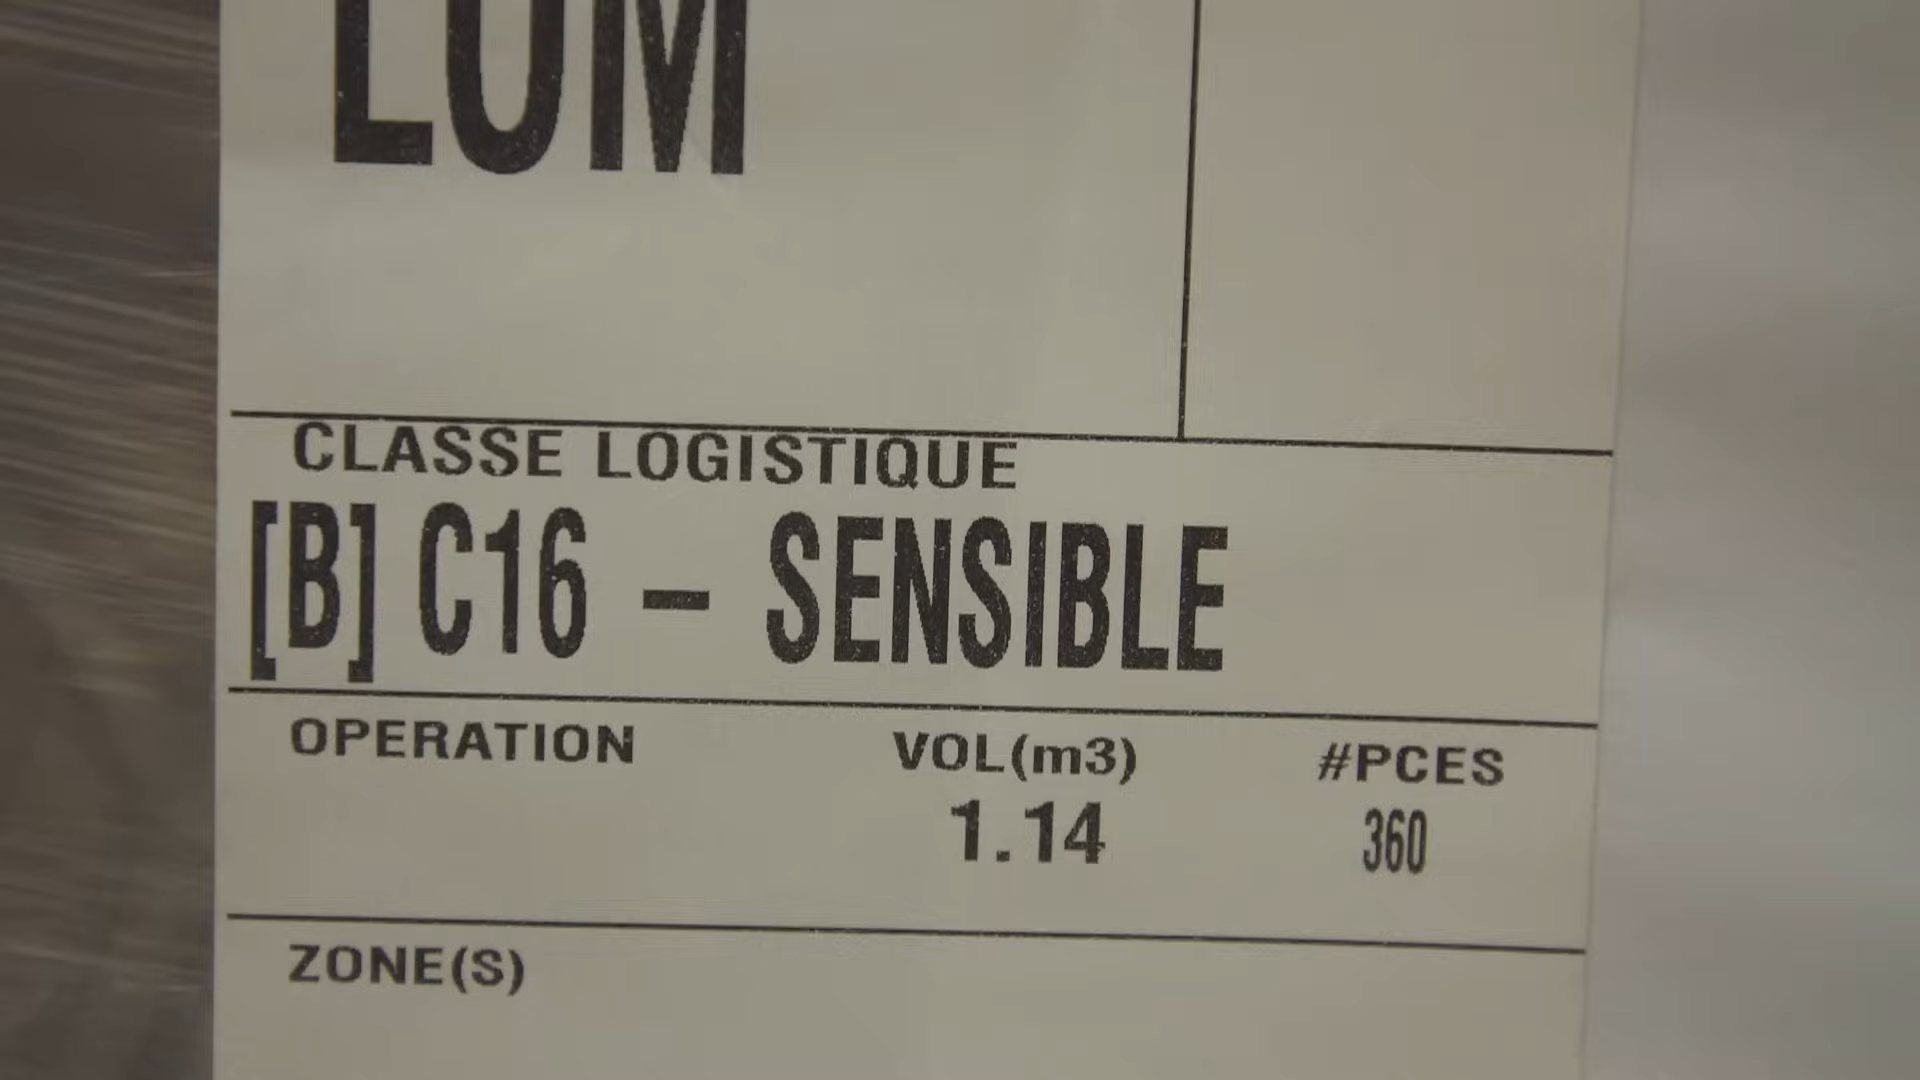 CLASSE LOGISTIQUE
[B] C16 - SENSIBLE
OPERATION VOL(m3) #PCES
1.14 360
ZONE(S)